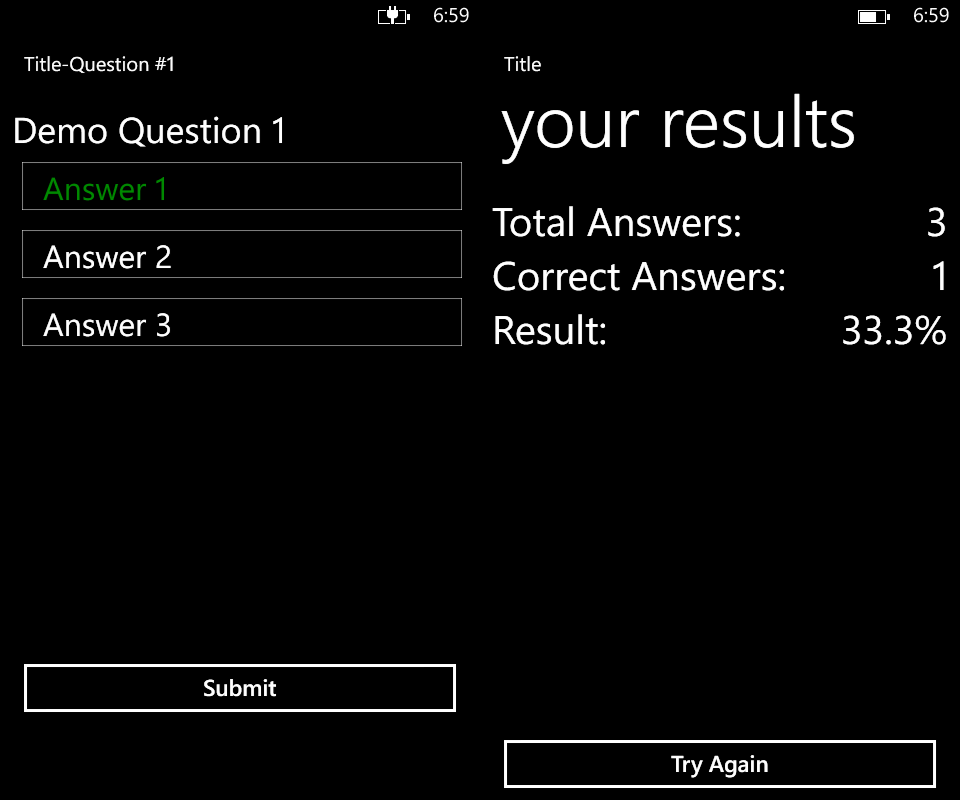 6:59
Title-Question #1
Demo Question 1
Answer 1
Answer 2
Answer 3
Submit
6:59
Title
your results
Total Answers: 3
Correct Answers: 1
Result: 33.3%
Try Again